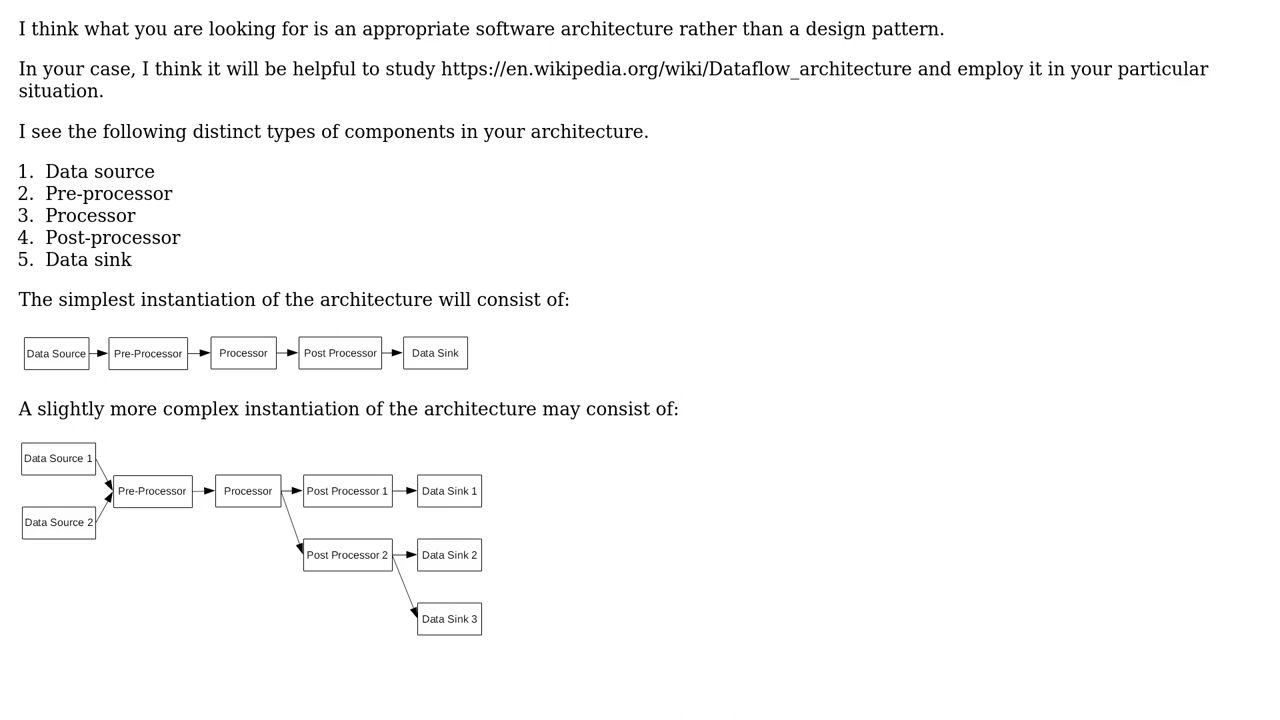 I think what you are looking for is an appropriate software architecture rather than a design pattern.
In your case, I think it will be helpful to study https://en.wikipedia.org/wiki/Dataflow_architecture and employ it in your particular
situation.
I see the following distinct types of components in your architecture.
1. Data source
2. Pre-processor
3. Processor
4. Post-processor
5. Data sink
The simplest instantiation of the architecture will consist of:
Data Source Pre-Processor Processor Post Processor Data Sink
A slightly more complex instantiation of the architecture may consist of:
Data Source 1
Pre-Processor Processor Post Processor 1 Data Sink 1
Data Source 2
Post Processor 2 Data Sink 2
Data Sink 3